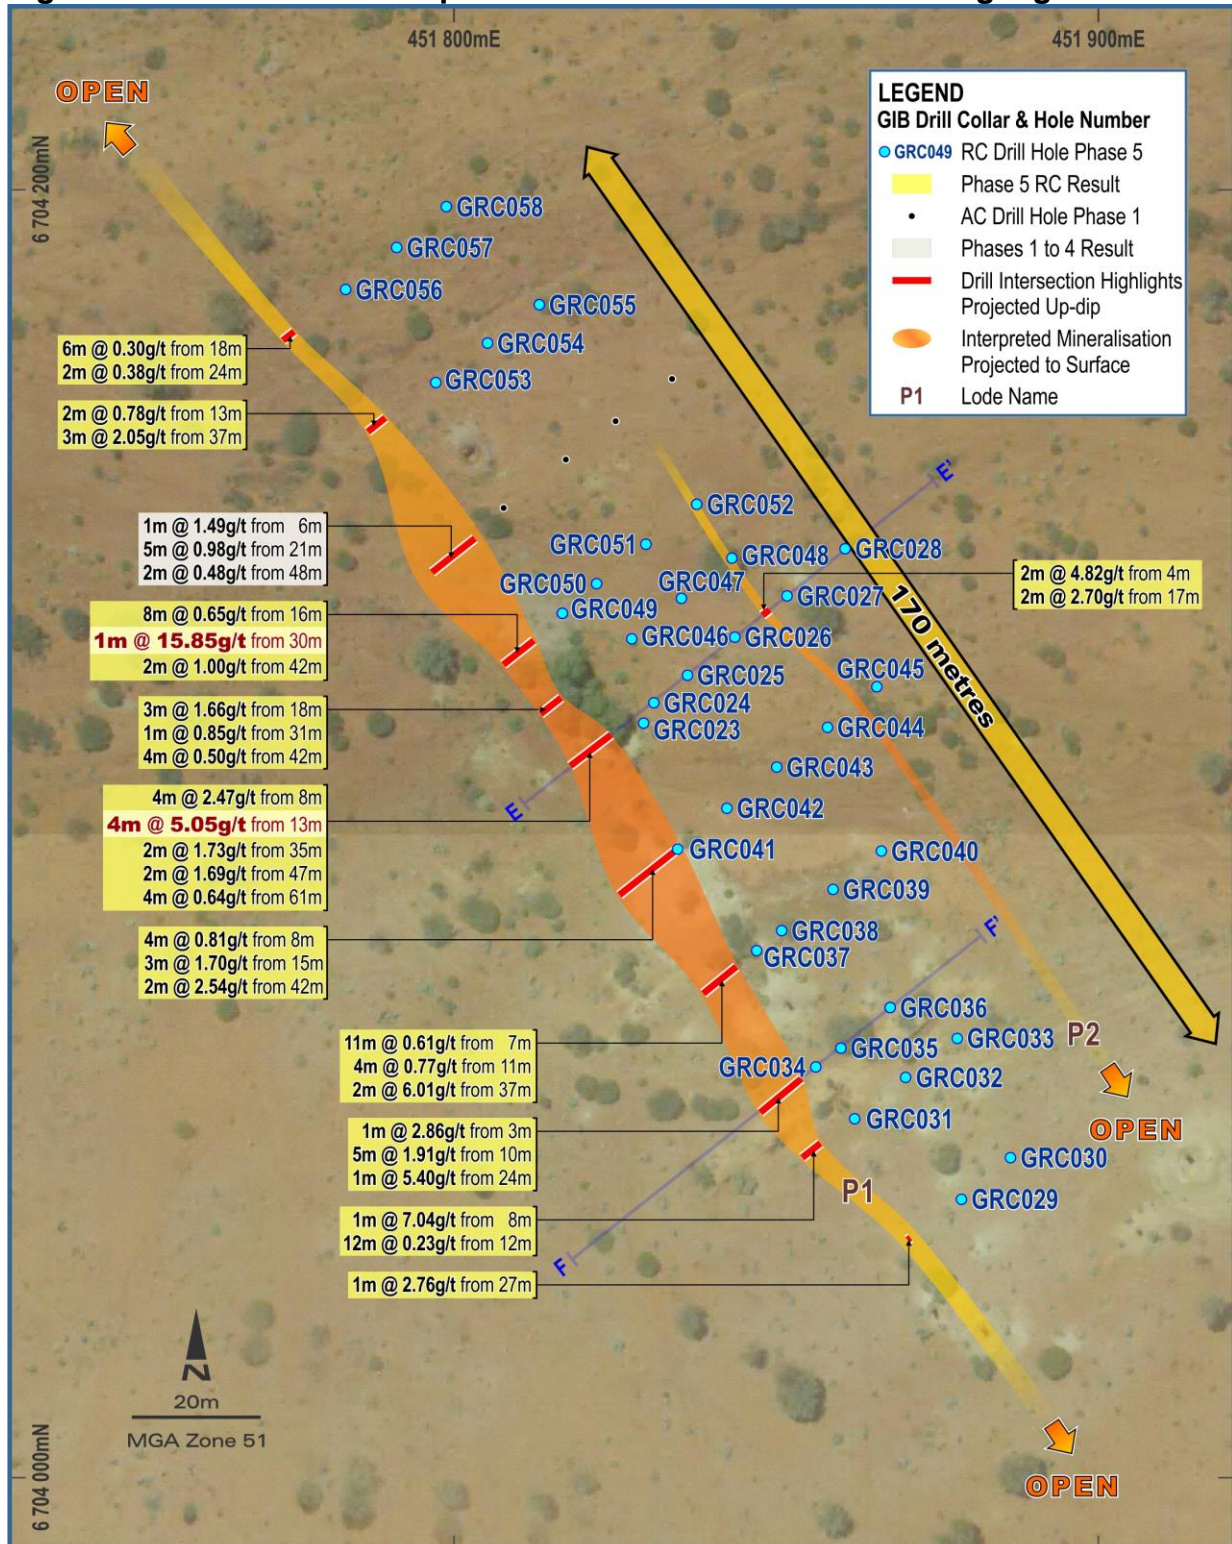 451 800mE
451 900mE
OPEN
6 704 200mN
LEGEND
GIB Drill Collar & Hole Number
GRC049 RC Drill Hole Phase 5
Phase 5 RC Result
AC Drill Hole Phase 1
Phases 1 to 4 Result
Drill Intersection Highlights
Projected Up-dip
Interpreted Mineralisation
Projected to Surface
P1 Lode Name
GRC058
GRC057
GRC056
GRC055
GRC054
GRC053
6m @ 0.30g/t from 18m
2m @ 0.38g/t from 24m
2m @ 0.78g/t from 13m
3m @ 2.05g/t from 37m
E'
GRC052
GRC051
GRC048
GRC028
1m @ 1.49g/t from 6m
5m @ 0.98g/t from 21m
2m @ 0.48g/t from 48m
GRC050
GRC047
GRC027
2m @ 4.82g/t from 4m
2m @ 2.70g/t from 17m
GRC049
GRC046
GRC026
8m @ 0.65g/t from 16m
1m @ 15.85g/t from 30m
2m @ 1.00g/t from 42m
GRC025
GRC045
170 metres
GRC024
GRC023
GRC044
3m @ 1.66g/t from 18m
1m @ 0.85g/t from 31m
4m @ 0.50g/t from 42m
GRC043
E
GRC042
4m @ 2.47g/t from 8m
4m @ 5.05g/t from 13m
2m @ 1.73g/t from 35m
2m @ 1.69g/t from 47m
4m @ 0.64g/t from 61m
GRC041
GRC040
GRC039
4m @ 0.81g/t from 8m
3m @ 1.70g/t from 15m
2m @ 2.54g/t from 42m
GRC038
GRC037
F'
GRC036
GRC035
GRC033
P2
GRC034
GRC032
11m @ 0.61g/t from 7m
4m @ 0.77g/t from 11m
2m @ 6.01g/t from 37m
GRC031
OPEN
1m @ 2.86g/t from 3m
5m @ 1.91g/t from 10m
1m @ 5.40g/t from 24m
GRC030
P1
GRC029
1m @ 7.04g/t from 8m
12m @ 0.23g/t from 12m
F
1m @ 2.76g/t from 27m
N
20m
MGA Zone 51
OPEN
6 704 000mN